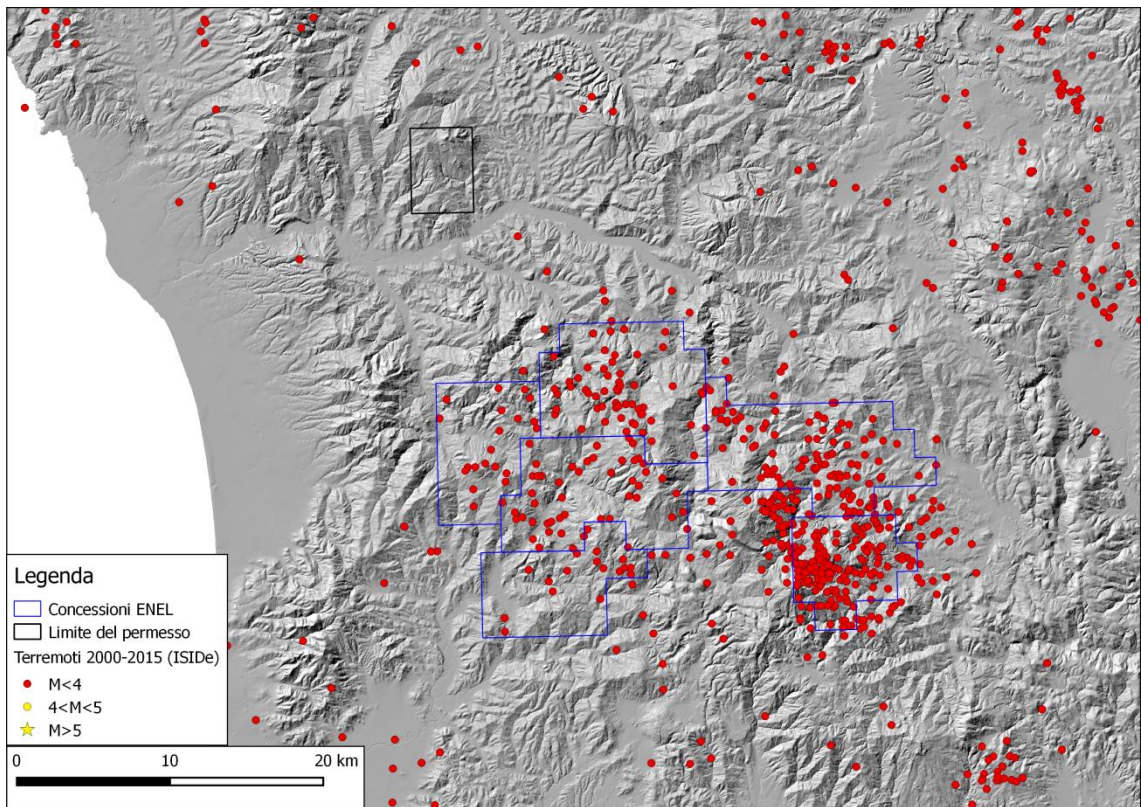 Legenda
Concessioni ENEL
Limite del permesso
Terremoti 2000-2015 (ISIDe)
M<4
4<M<5
M>5
0 10 20 km